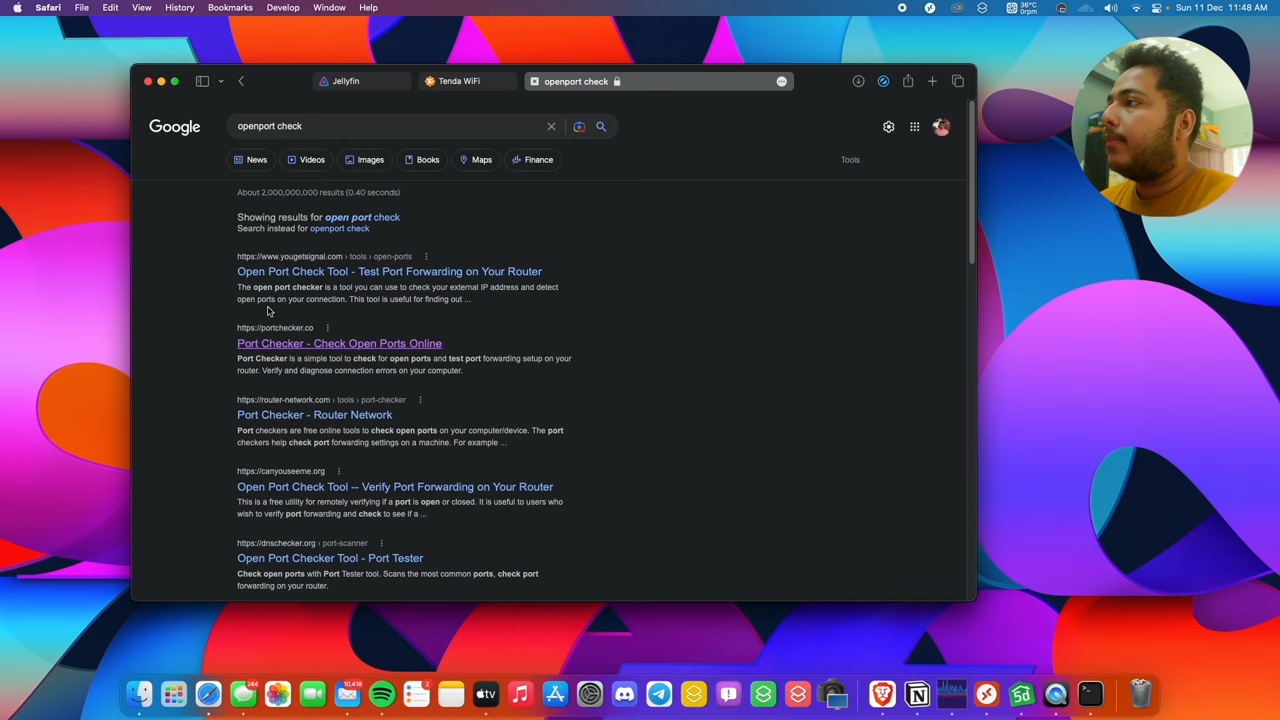 Safari File Edit View History Bookmarks Develop Window Help
36°C
0rpm
Sun 11 Dec 11:48 AM
Jellyfin
Tenda WiFi
openport check
Google
openport check
News
Videos
Images
Books
Maps
Finance
Tools
About 2,000,000,000 results (0.40 seconds)
Showing results for open port check
Search instead for openport check
https://www.yougetsignal.com › tools › open-ports
Open Port Check Tool - Test Port Forwarding on Your Router
The open port checker is a tool you can use to check your external IP address and detect
open ports on your connection. This tool is useful for finding out ...
https://portchecker.co
Port Checker - Check Open Ports Online
Port Checker is a simple tool to check for open ports and test port forwarding setup on your
router. Verify and diagnose connection errors on your computer.
https://router-network.com › tools › port-checker
Port Checker - Router Network
Port checkers are free online tools to check open ports on your computer/device. The port
checkers help check port forwarding settings on a machine. For example ...
https://canyouseeme.org
Open Port Check Tool -- Verify Port Forwarding on Your Router
This is a free utility for remotely verifying if a port is open or closed. It is useful to users who
wish to verify port forwarding and check to see if a ...
https://dnschecker.org › port-scanner
Open Port Checker Tool - Port Tester
Check open ports with Port Tester tool. Scans the most common ports, check port
forwarding on your router.
244
10,418
2
tv